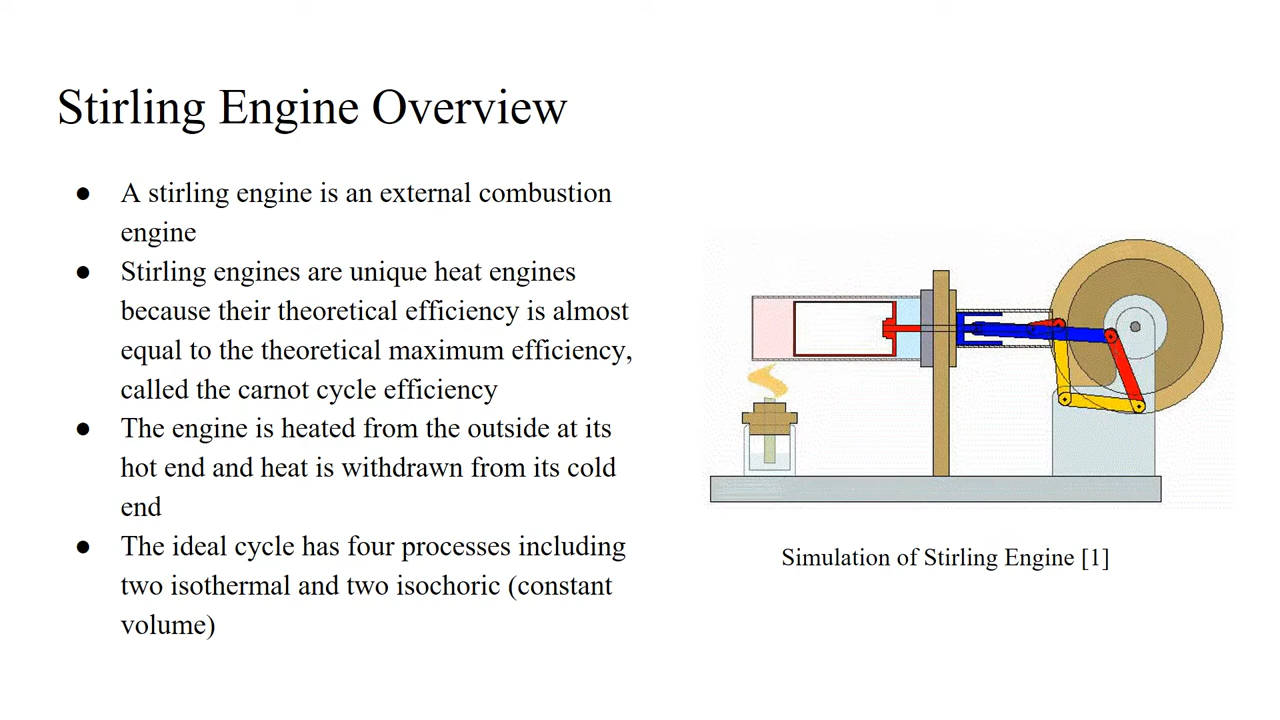 Stirling Engine Overview
● A stirling engine is an external combustion
engine
● Stirling engines are unique heat engines
because their theoretical efficiency is almost
equal to the theoretical maximum efficiency,
called the carnot cycle efficiency
● The engine is heated from the outside at its
hot end and heat is withdrawn from its cold
end
● The ideal cycle has four processes including
two isothermal and two isochoric (constant
volume)
Simulation of Stirling Engine [1]